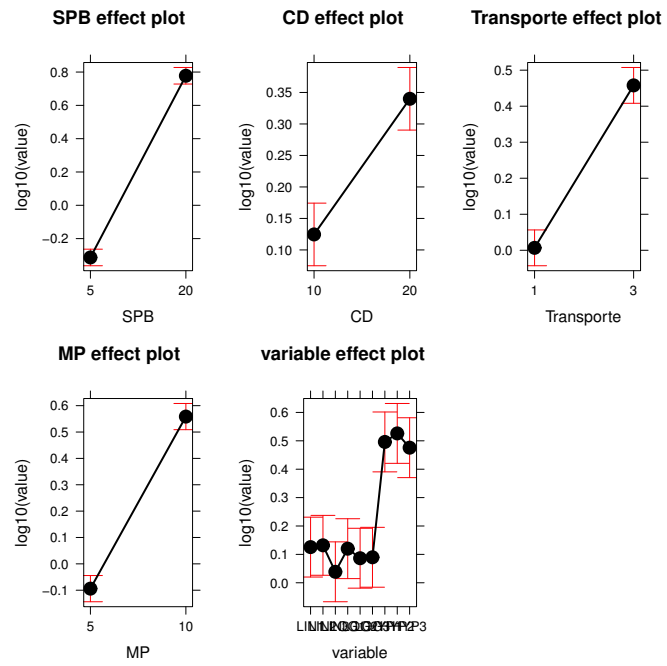 SPB effect plot
0.8
0.6
0.4
0.2
0.0
−0.2
log10(value)
5
20
SPB
CD effect plot
0.35
0.30
0.25
0.20
0.15
0.10
log10(value)
10
20
CD
Transporte effect plot
0.5
0.4
0.3
0.2
0.1
0.0
log10(value)
1
3
Transporte
MP effect plot
0.6
0.5
0.4
0.3
0.2
0.1
0.0
−0.1
log10(value)
5
10
MP
variable effect plot
0.6
0.5
0.4
0.3
0.2
0.1
0.0
log10(value)
variable